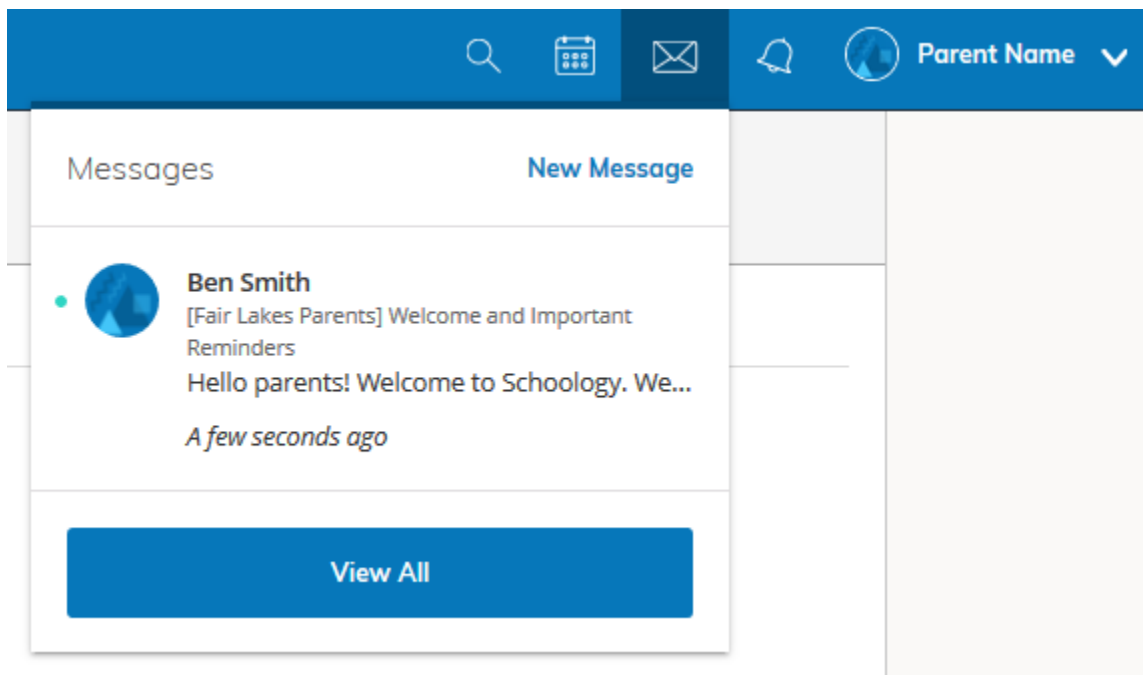 Parent Name
Messages
New Message
Ben Smith
[Fair Lakes Parents] Welcome and Important
Reminders
Hello parents! Welcome to Schoology. We...
A few seconds ago
View All